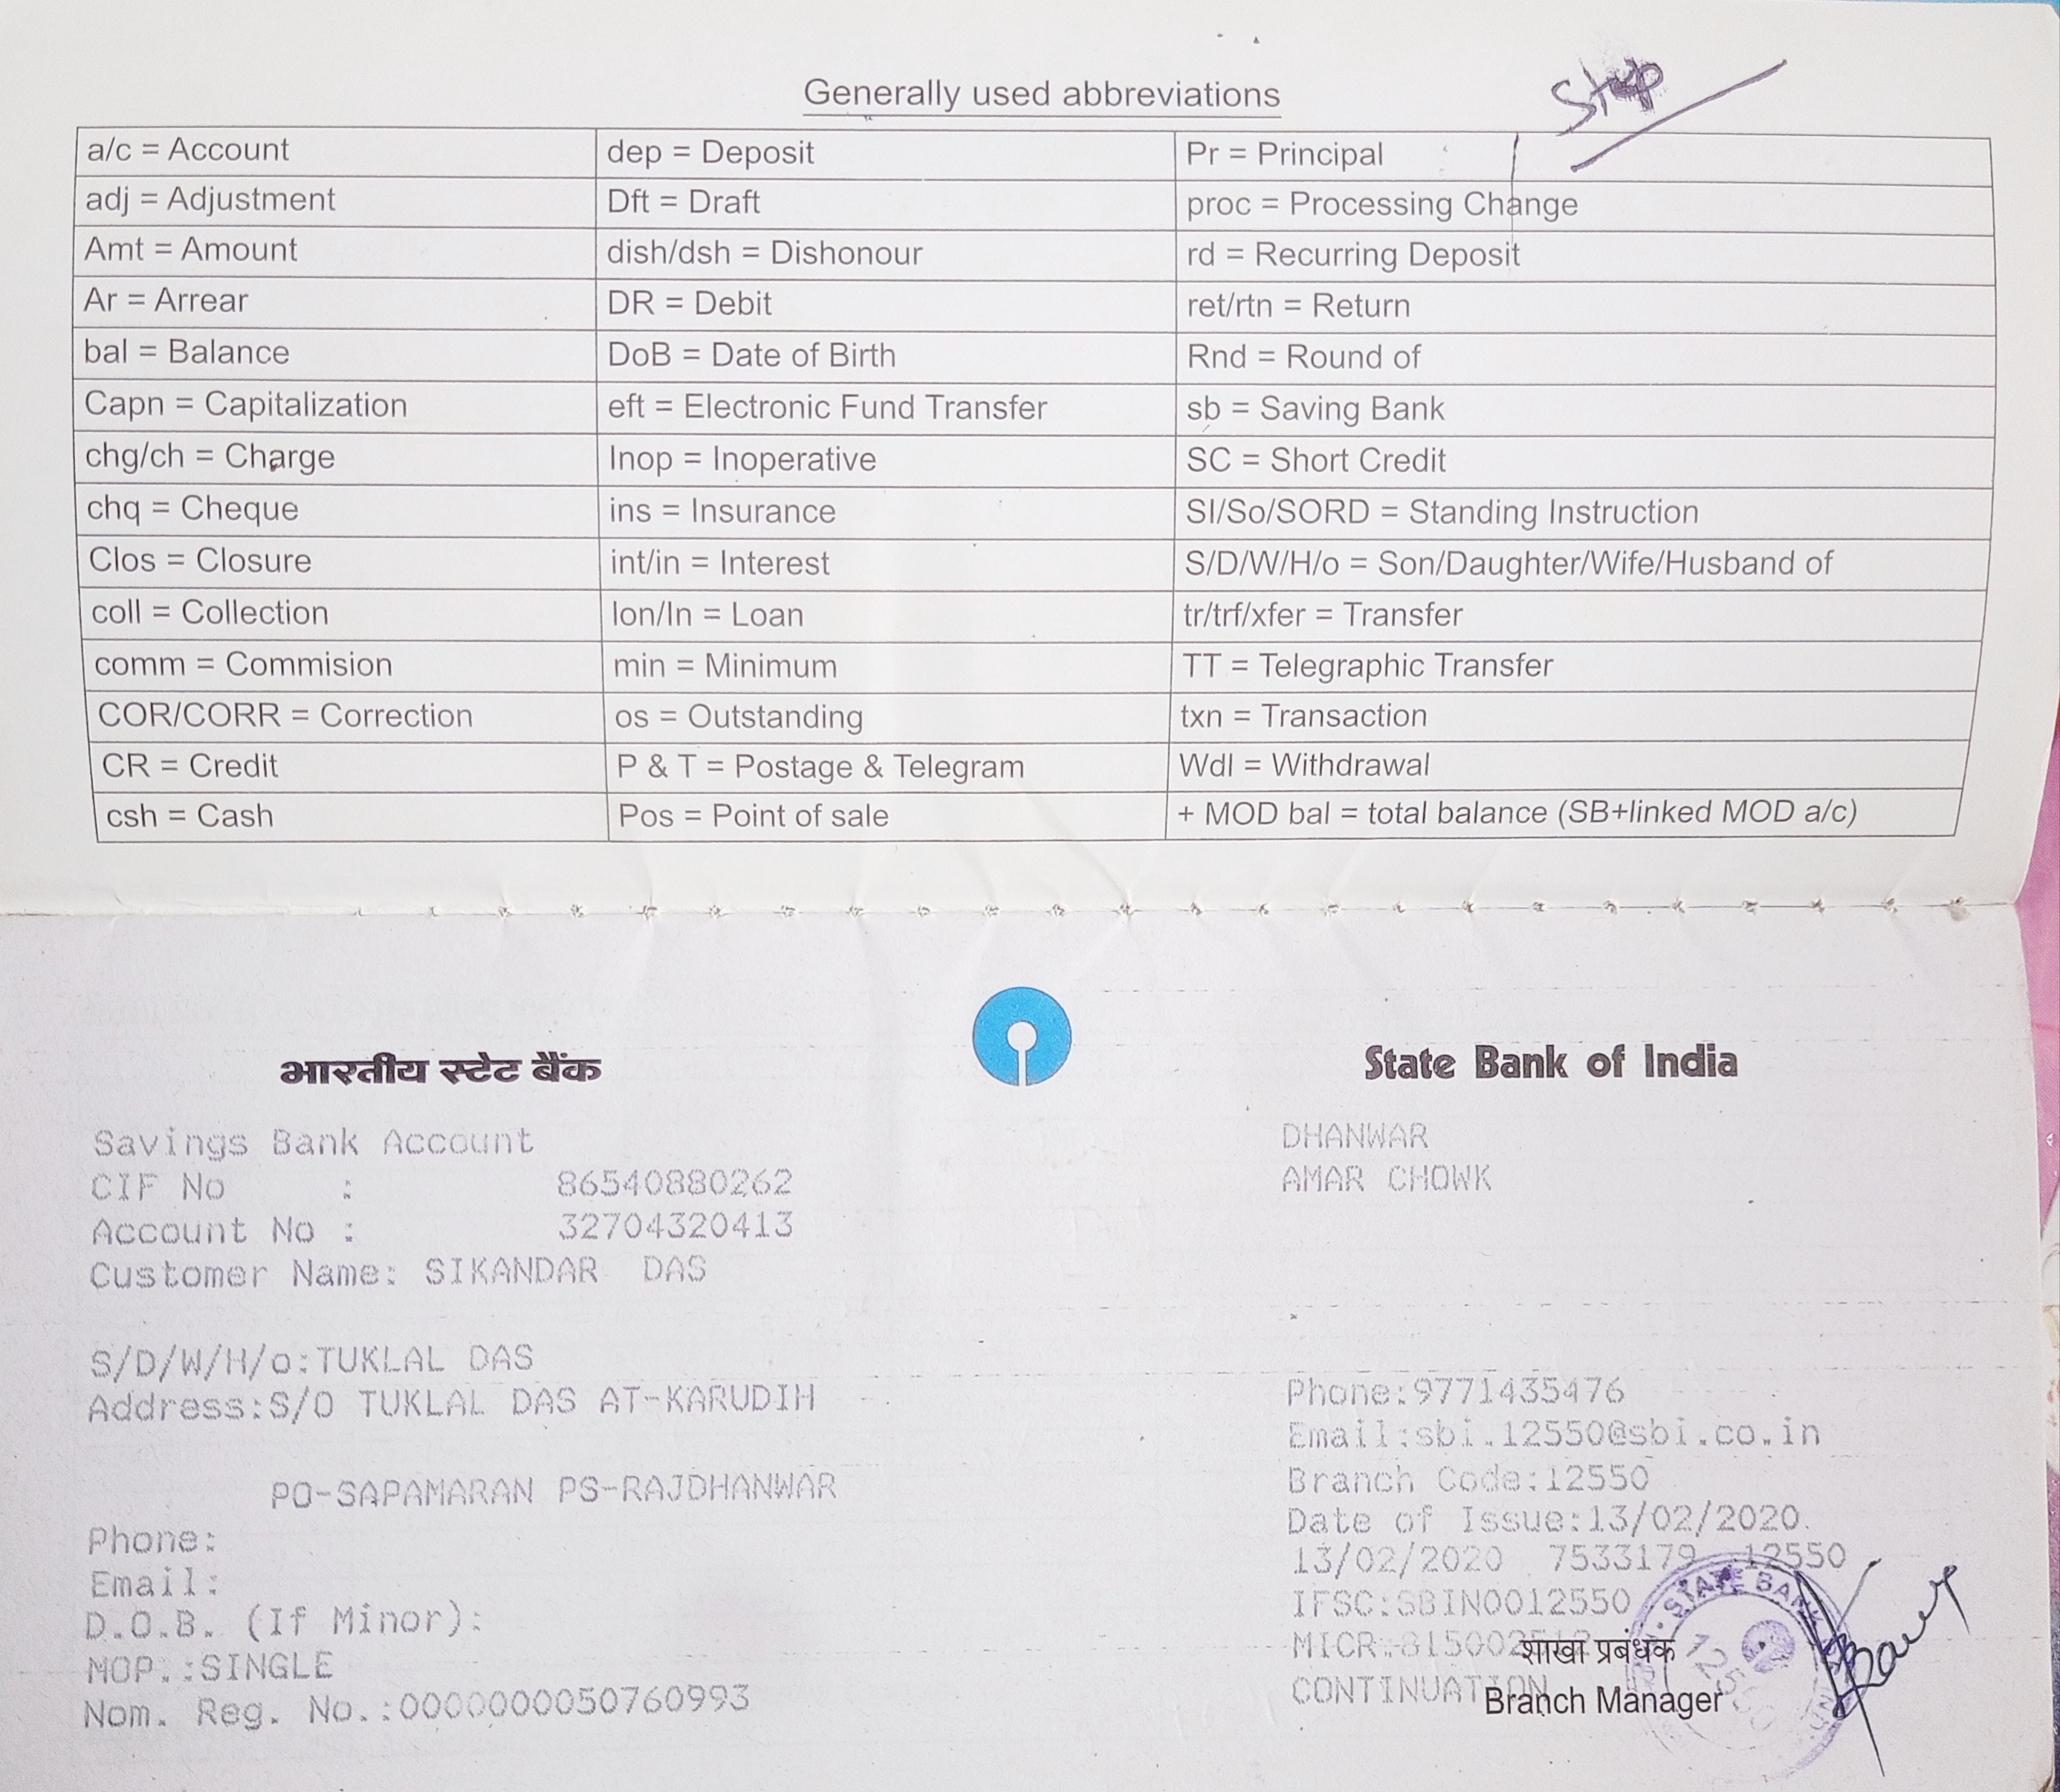 Generally used abbreviations
Stop
a/c = Account dep = Deposit Pr = Principal
adj = Adjustment Dft = Draft proc = Processing Change
Amt = Amount dish/dsh = Dishonour rd = Recurring Deposit
Ar = Arrear DR = Debit ret/rtn = Return
bal = Balance DoB = Date of Birth Rnd = Round of
Capn = Capitalization eft = Electronic Fund Transfer sb = Saving Bank
chg/ch = Charge Inop = Inoperative SC = Short Credit
chq = Cheque ins = Insurance SI/So/SORD = Standing Instruction
Clos = Closure int/in = Interest S/D/W/H/o = Son/Daughter/Wife/Husband of
coll = Collection lon/ln = Loan tr/trf/xfer = Transfer
comm = Commision min = Minimum TT = Telegraphic Transfer
COR/CORR = Correction os = Outstanding txn = Transaction
CR = Credit P & T = Postage & Telegram Wdl = Withdrawal
csh = Cash Pos = Point of sale + MOD bal = total balance (SB+linked MOD a/c)
भारतीय स्टेट बैंक State Bank of India
Savings Bank Account DHANWAR
CIF No : 86540880262 AMAR CHOWK
Account No : 32704320413
Customer Name: SIKANDAR DAS
S/D/W/H/o:TUKLAL DAS
Address:S/O TUKLAL DAS AT-KARUDIH
PO-SAPAMARAN PS-RAJDHANWAR
Phone:
Email:
D.O.B. (If Minor):
MOP.:SINGLE
Nom. Reg. No.:0000000050760993
Phone:9771435476
Email:sbi.12550@sbi.co.in
Branch Code:12550
Date of Issue:13/02/2020.
13/02/2020 7533179 12550
IFSC:SBIN0012550
MICR:815002512
CONTINUATION
शाखा प्रबंधक
Branch Manager
STATE BANK